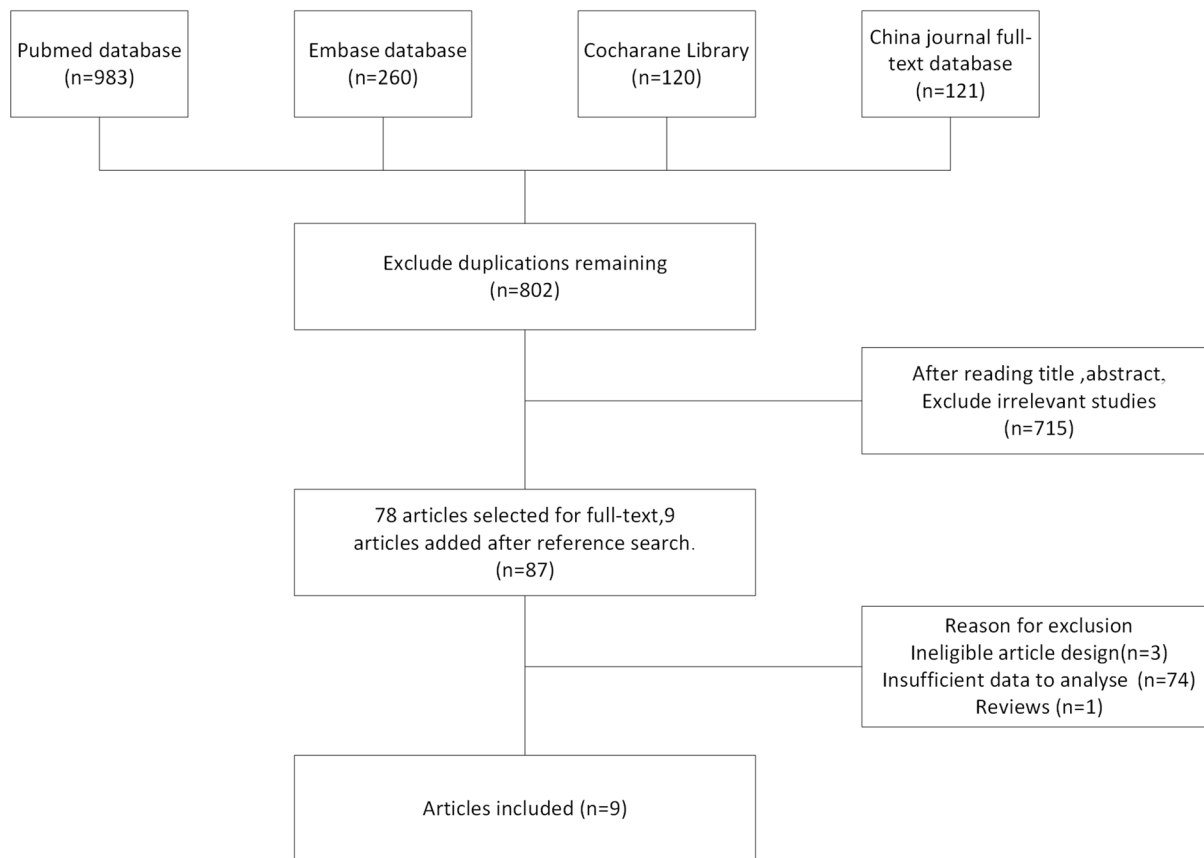 Pubmed database
(n=983)
Embase database
(n=260)
Cocharane Library
(n=120)
China journal full-
text database
(n=121)
Exclude duplications remaining
(n=802)
After reading title ,abstract,
Exclude irrelevant studies
(n=715)
78 articles selected for full-text,9
articles added after reference search.
(n=87)
Reason for exclusion
Ineligible article design(n=3)
Insufficient data to analyse (n=74)
Reviews (n=1)
Articles included (n=9)